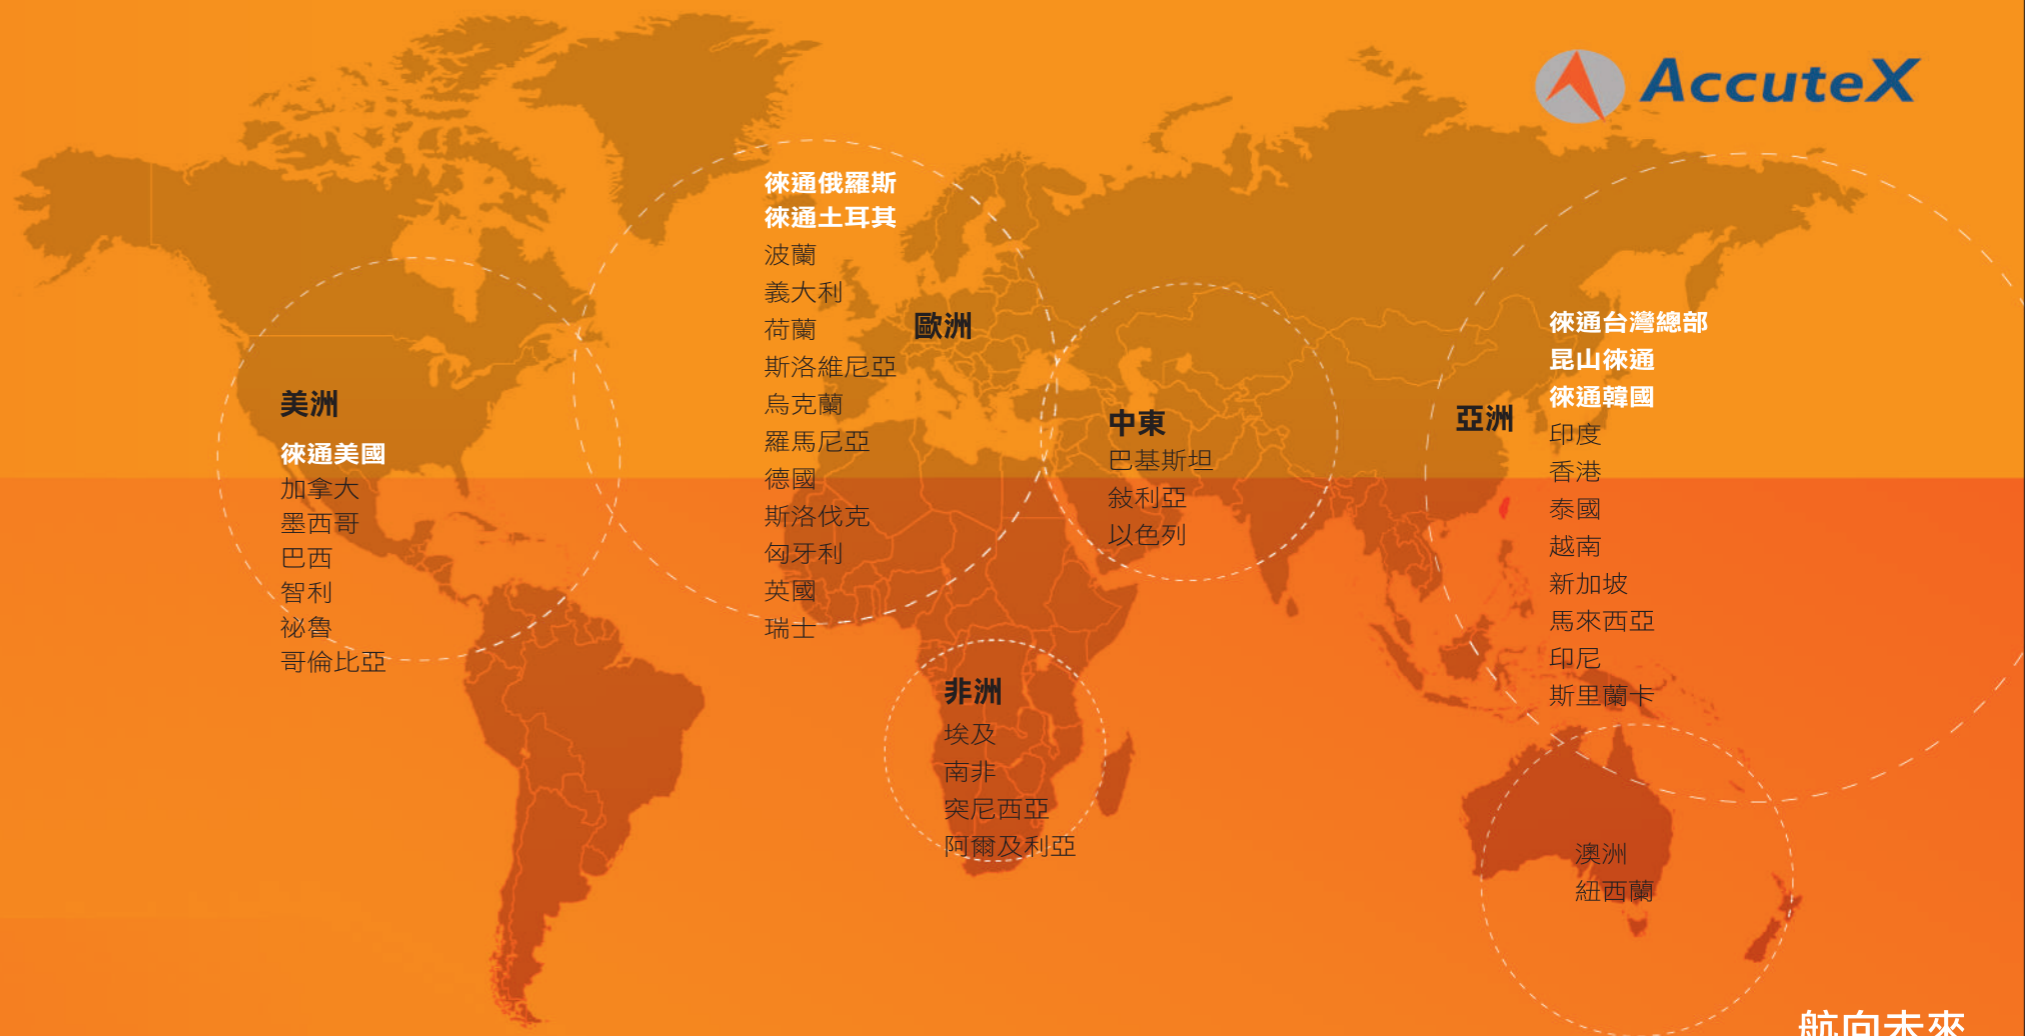 AccuteX
美洲
徠通美國
加拿大
墨西哥
巴西
智利
祕魯
哥倫比亞
徠通俄羅斯
徠通土耳其
波蘭
義大利
荷蘭
斯洛維尼亞
烏克蘭
羅馬尼亞
德國
斯洛伐克
匈牙利
英國
瑞士
歐洲
非洲
埃及
南非
突尼西亞
阿爾及利亞
中東
巴基斯坦
敍利亞
以色列
亞洲
徠通台灣總部
昆山徠通
徠通韓國
印度
香港
泰國
越南
新加坡
馬來西亞
印尼
斯里蘭卡
澳洲
紐西蘭
航向未來